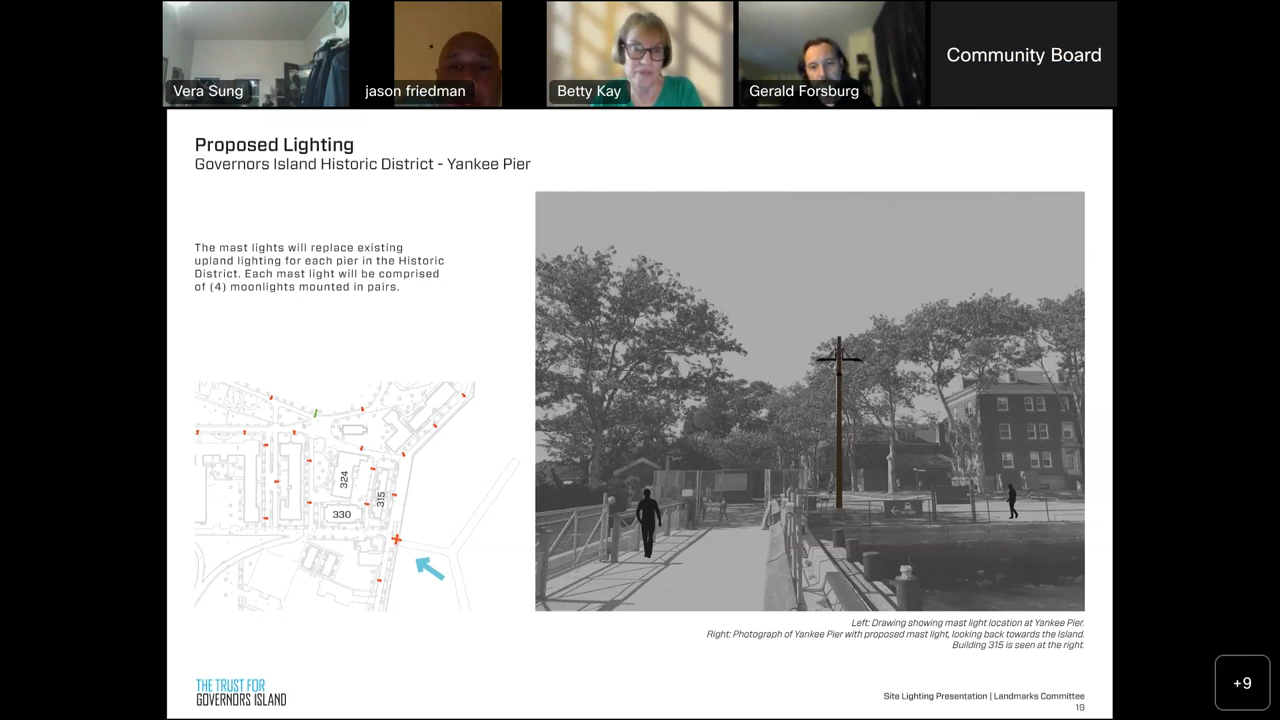 Vera Sung
jason friedman
Betty Kay
Gerald Forsburg
Community Board
Proposed Lighting
Governors Island Historic District - Yankee Pier
The mast lights will replace existing
upland lighting for each pier in the Historic
District. Each mast light will be comprised
of (4) moonlights mounted in pairs.
324
315
330
Left: Drawing showing mast light location at Yankee Pier.
Right: Photograph of Yankee Pier with proposed mast light, looking back towards the Island.
Building 315 is seen at the right.
THE TRUST FOR
GOVERNORS ISLAND
Site Lighting Presentation | Landmarks Committee
19
+9